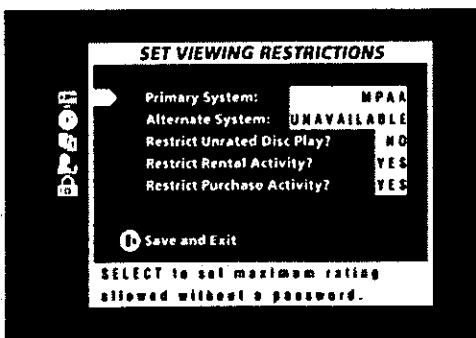 SET VIEWING RESTRICTIONS
Primary System: MPAA
Alternate System: UNAVAILABLE
Restrict Unrated Disc Play? NO
Restrict Rental Activity? YES
Restrict Purchase Activity? YES
Save and Exit
SELECT to set maximum rating
allowed without a password.